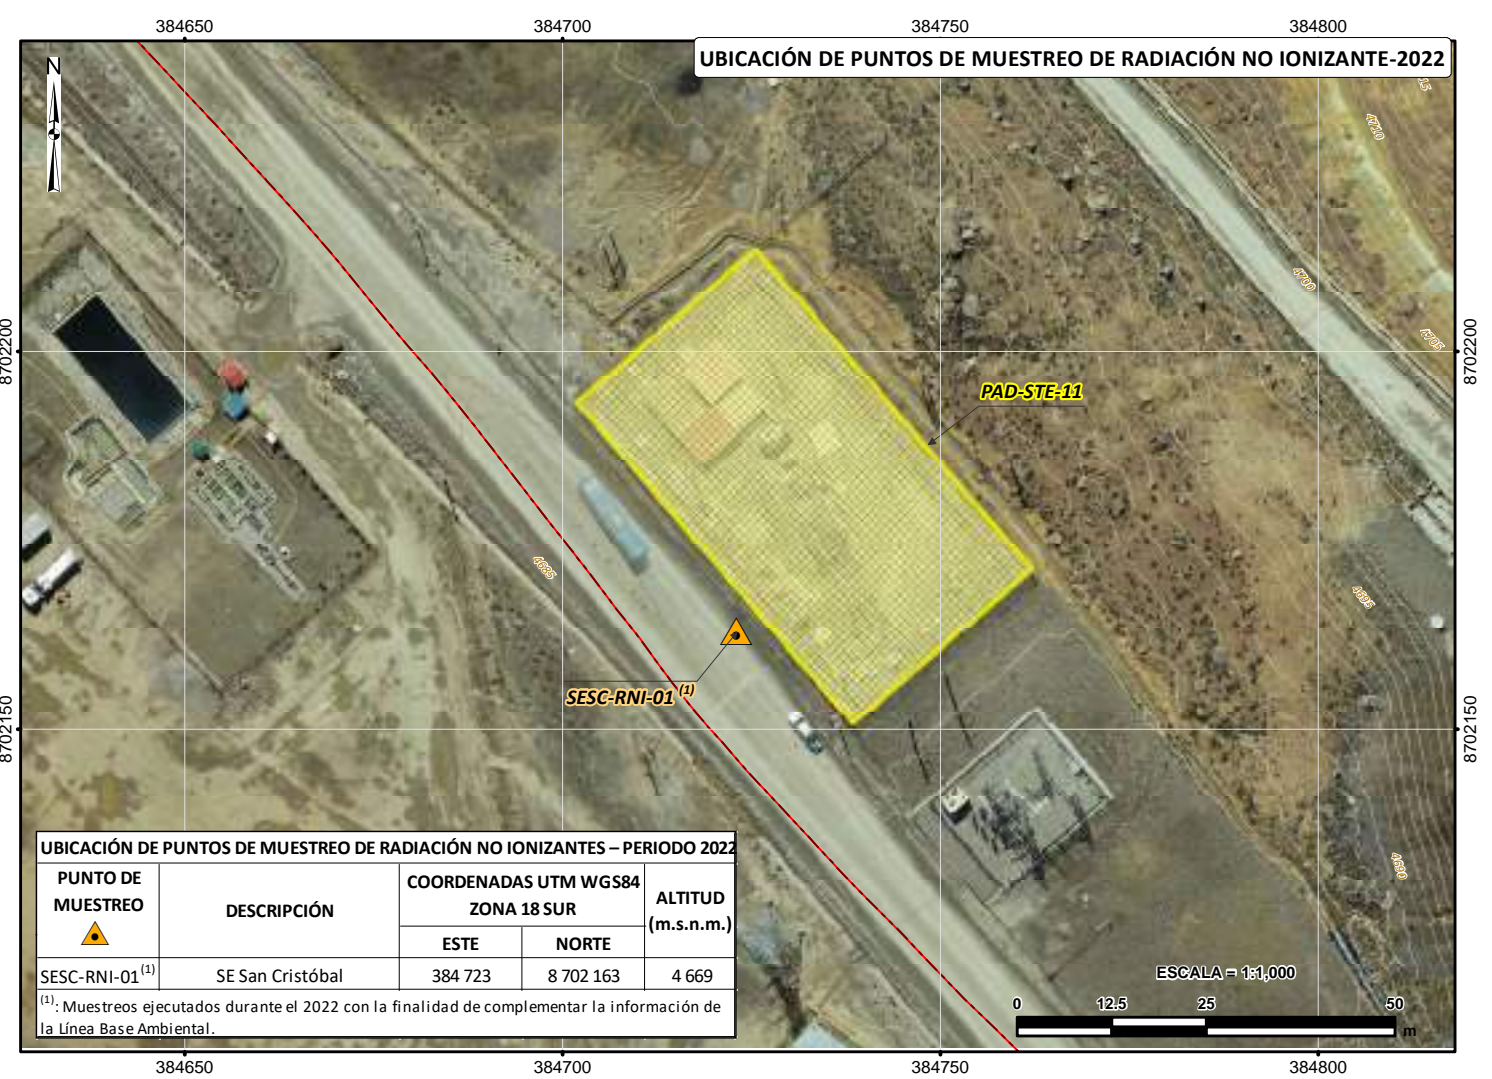 384650 384700 384750 384800
UBICACIÓN DE PUNTOS DE MUESTREO DE RADIACIÓN NO IONIZANTE-2022
N
4710
4700
8702200
8702200
4705
PAD-STE-11
4685
4695
SESC-RNI-01 (1)
8702150
8702150
UBICACIÓN DE PUNTOS DE MUESTREO DE RADIACIÓN NO IONIZANTES – PERIODO 2022
PUNTO DE
MUESTREO
DESCRIPCIÓN
COORDENADAS UTM WGS84
ZONA 18 SUR
ALTITUD
(m.s.n.m.)
ESTE NORTE
SESC-RNI-01(1) SE San Cristóbal 384 723 8 702 163 4 669
(1): Muestreos ejecutados durante el 2022 con la finalidad de complementar la información de
la Línea Base Ambiental.
4690
ESCALA = 1:1,000
0 12.5 25 50
m
384650 384700 384750 384800